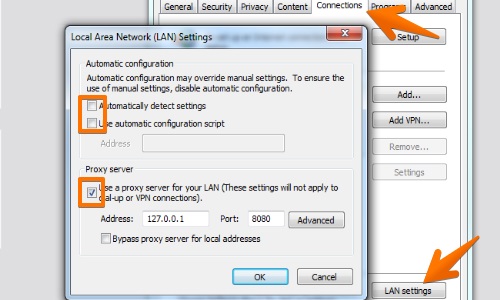 General Security Privacy Content Connections Programs Advanced
Local Area Network (LAN) Settings
Setup
Automatic configuration
Automatic configuration may override manual settings. To ensure the
use of manual settings, disable automatic configuration.
Automatically detect settings
Use automatic configuration script
Address
Add...
Add VPN...
Remove...
Settings
Proxy server
Use a proxy server for your LAN (These settings will not apply to
dial-up or VPN connections).
Address: 127.0.0.1 Port: 8080 Advanced
Bypass proxy server for local addresses
OK Cancel
LAN settings